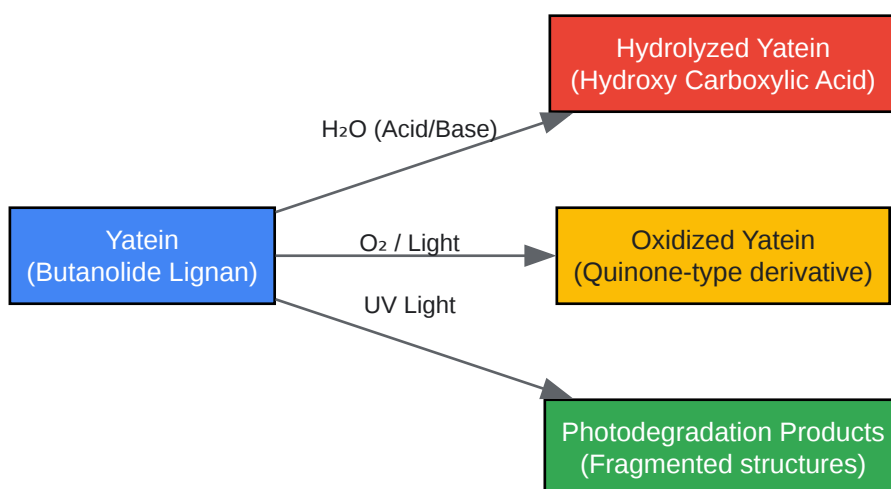 Hydrolyzed Yatein
(Hydroxy Carboxylic Acid)
H₂O (Acid/Base)
Yatein
(Butanolide Lignan)
O₂ / Light
Oxidized Yatein
(Quinone-type derivative)
UV Light
Photodegradation Products
(Fragmented structures)